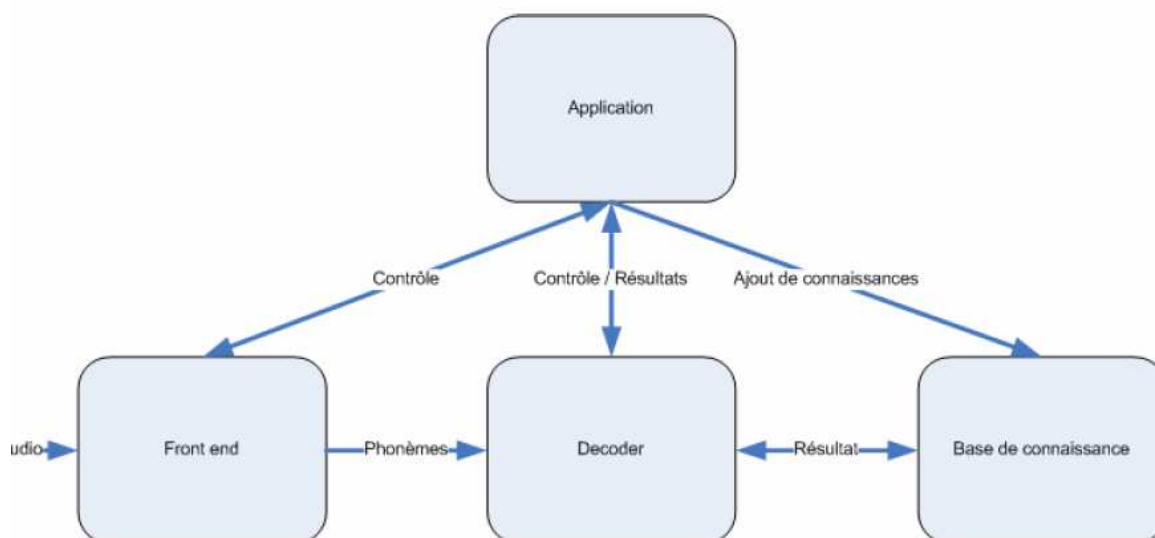 Application
Contrôle
Contrôle / Résultats
Ajout de connaissances
udio
Front end
Phonèmes
Decoder
Résultat
Base de connaissance